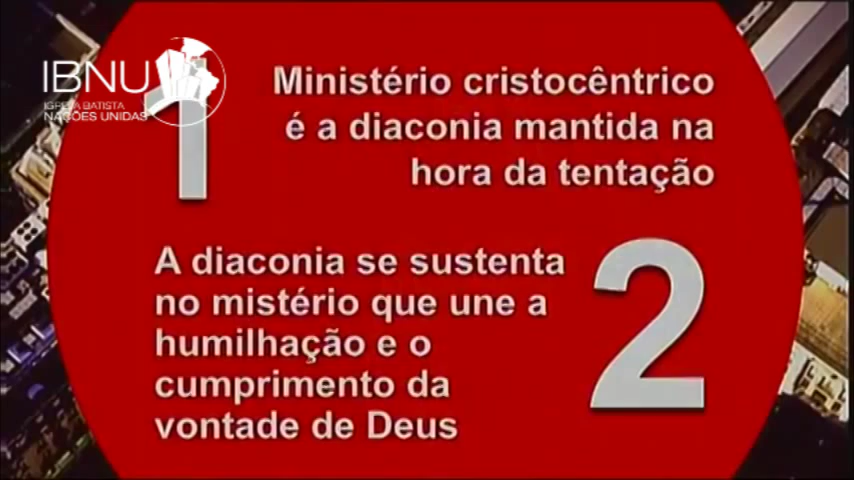 IBNU
IGREJA BATISTA
NAÇÕES UNIDAS
1
Ministério cristocêntrico
é a diaconia mantida na
hora da tentação
A diaconia se sustenta
no mistério que une a
humilhação e o
cumprimento da
vontade de Deus
2